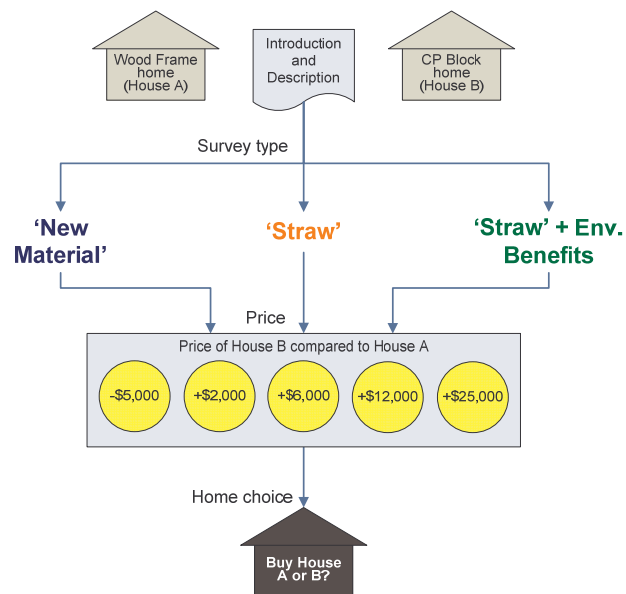 Wood Frame
home
(House A)
Introduction
and
Description
CP Block
home
(House B)
Survey type
‘New
Material’
‘Straw’
‘Straw’ + Env.
Benefits
Price
Price of House B compared to House A
-$5,000
+$2,000
+$6,000
+$12,000
+$25,000
Home choice
Buy House
A or B?